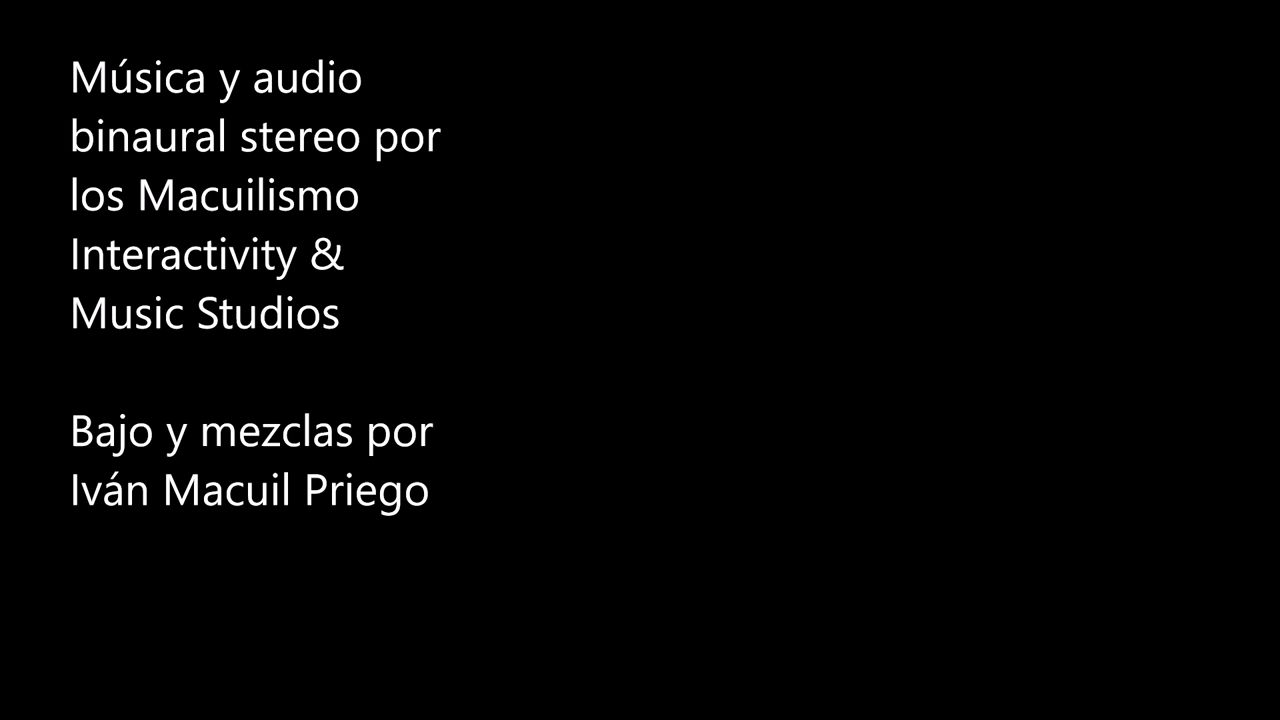 Música y audio
binaural stereo por
los Macuilismo
Interactivity &
Music Studios
Bajo y mezclas por
Iván Macuil Priego